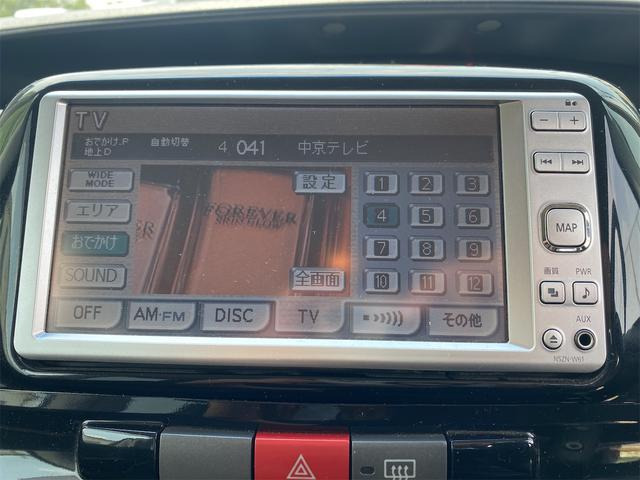 TV
おでかけ.P 自動切替 4 041 中京テレビ
地上D
WIDE MODE
エリア
おでかけ
SOUND
FOREVER
SKIN GLOW
設定
全画面
1 2 3
4 5 6
7 8 9
10 11 12
OFF AM・FM DISC TV その他
− +
MAP
画質 PWR
AUX
NSZN-W61